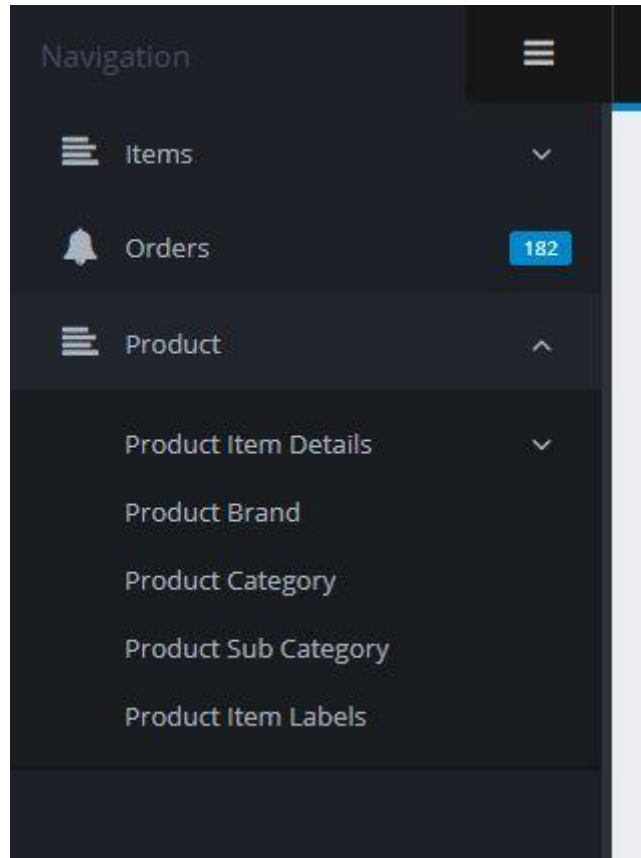 Navigation
Items
Orders 182
Product
Product Item Details
Product Brand
Product Category
Product Sub Category
Product Item Labels